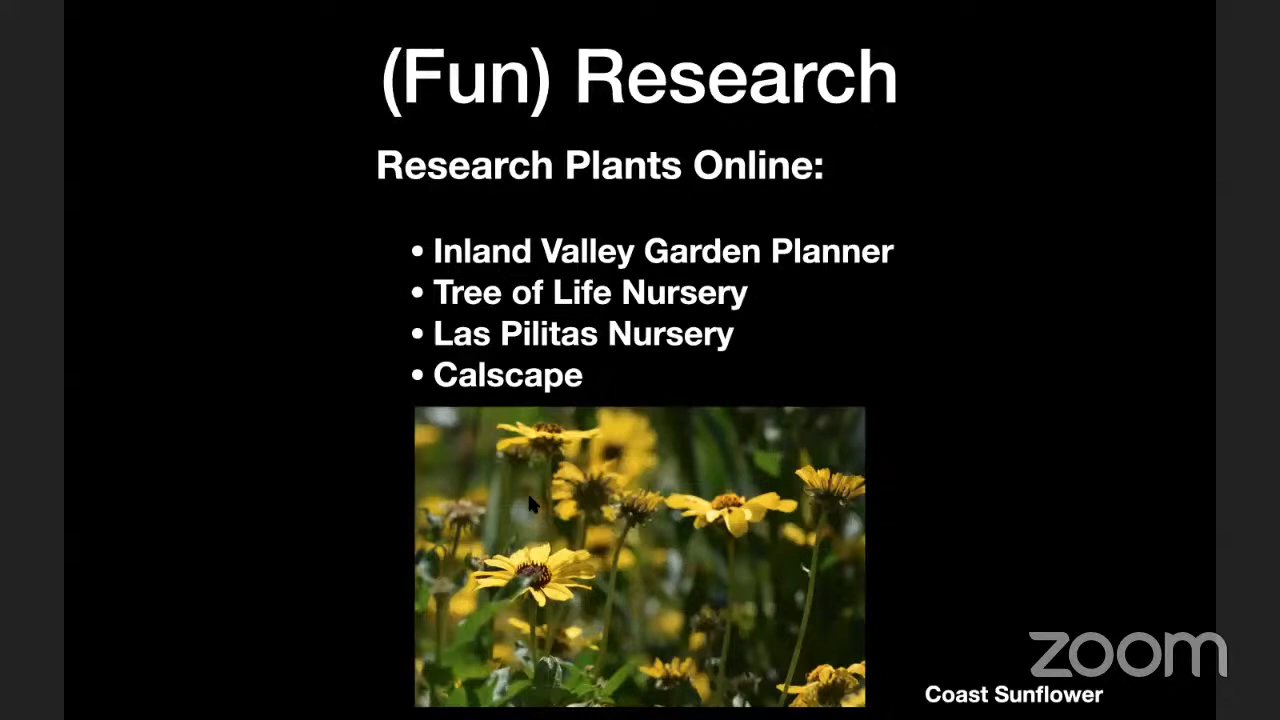 (Fun) Research
Research Plants Online:
• Inland Valley Garden Planner
• Tree of Life Nursery
• Las Pilitas Nursery
• Calscape
zoom
Coast Sunflower